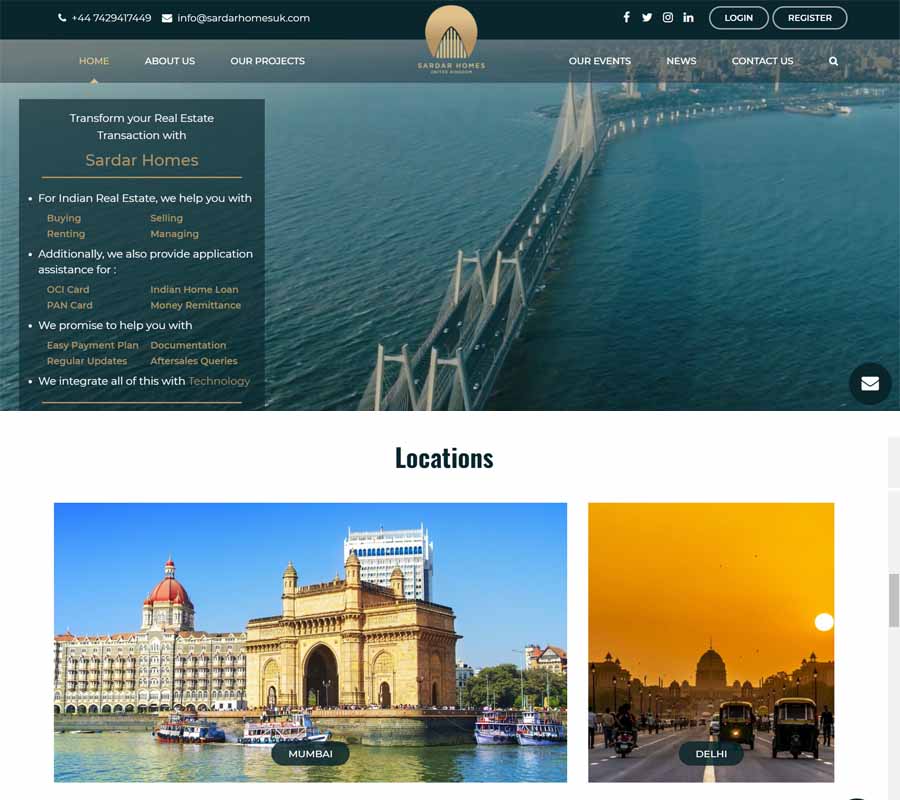 +44 7429417449 info@sardarhomesuk.com
LOGIN REGISTER
SARDAR HOMES
UNITED KINGDOM
HOME ABOUT US OUR PROJECTS OUR EVENTS NEWS CONTACT US
Transform your Real Estate
Transaction with
Sardar Homes
• For Indian Real Estate, we help you with
Buying Selling
Renting Managing
• Additionally, we also provide application
assistance for :
OCI Card Indian Home Loan
PAN Card Money Remittance
• We promise to help you with
Easy Payment Plan Documentation
Regular Updates Aftersales Queries
• We integrate all of this with Technology
Locations
MUMBAI DELHI